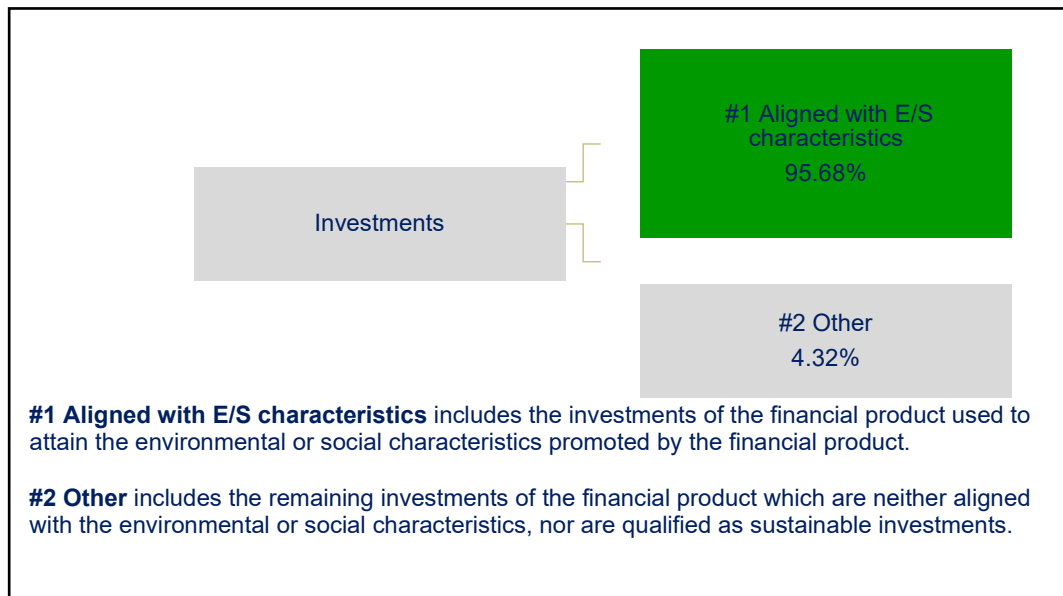 #1 Aligned with E/S
characteristics
95.68%
Investments
#2 Other
4.32%
#1 Aligned with E/S characteristics includes the investments of the financial product used to
attain the environmental or social characteristics promoted by the financial product.
#2 Other includes the remaining investments of the financial product which are neither aligned
with the environmental or social characteristics, nor are qualified as sustainable investments.